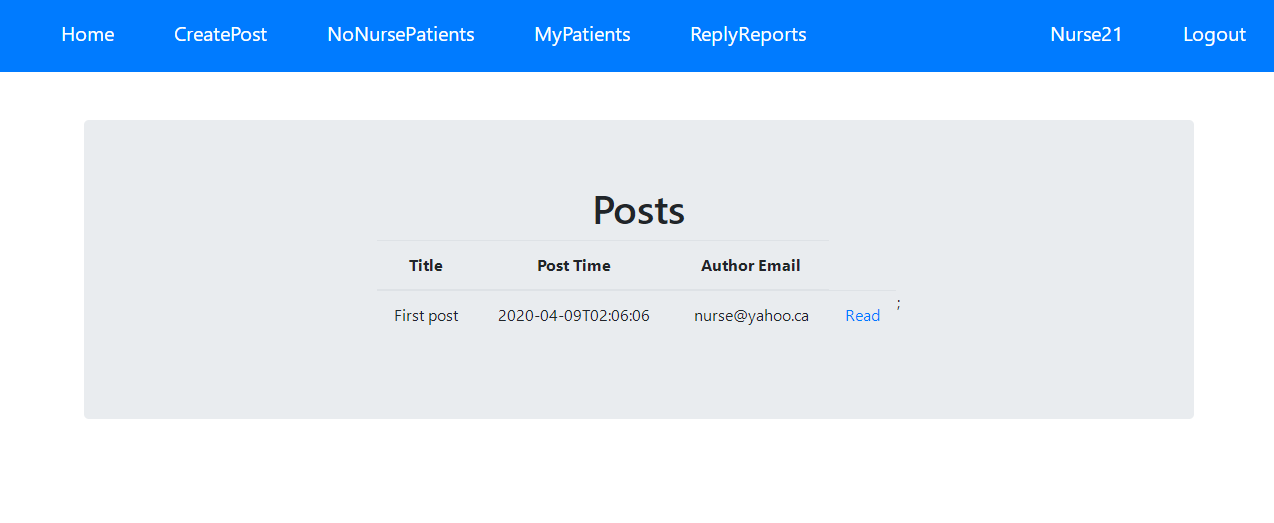 Home CreatePost NoNursePatients MyPatients ReplyReports Nurse21 Logout
Posts
Title Post Time Author Email
First post 2020-04-09T02:06:06 nurse@yahoo.ca Read ;